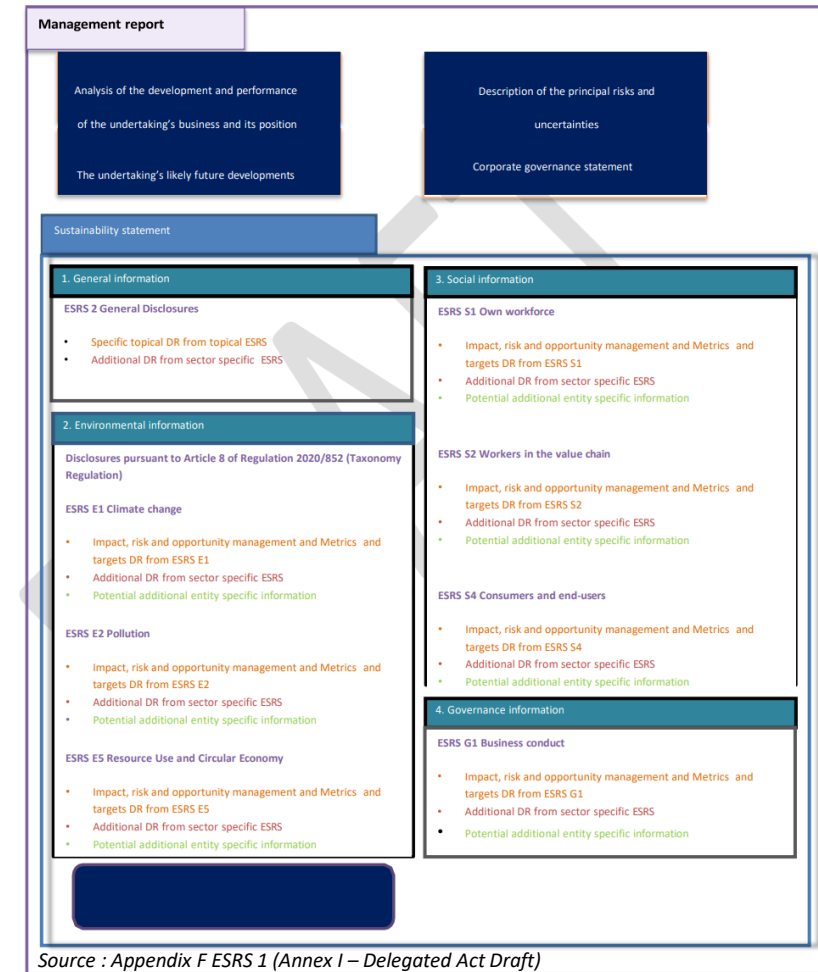 Management report
Analysis of the development and performance
of the undertaking's business and its position
The undertaking's likely future developments
Description of the principal risks and
uncertainties
Corporate governance statement
Sustainability statement
1. General information
ESRS 2 General Disclosures
• Specific topical DR from topical ESRS
• Additional DR from sector specific ESRS
2. Environmental information
Disclosures pursuant to Article 8 of Regulation 2020/852 (Taxonomy
Regulation)
ESRS E1 Climate change
• Impact, risk and opportunity management and Metrics and
targets DR from ESRS E1
• Additional DR from sector specific ESRS
• Potential additional entity specific information
ESRS E2 Pollution
• Impact, risk and opportunity management and Metrics and
targets DR from ESRS E2
• Additional DR from sector specific ESRS
• Potential additional entity specific information
ESRS E5 Resource Use and Circular Economy
• Impact, risk and opportunity management and Metrics and
targets DR from ESRS E5
• Additional DR from sector specific ESRS
• Potential additional entity specific information
3. Social information
ESRS S1 Own workforce
• Impact, risk and opportunity management and Metrics and
targets DR from ESRS S1
• Additional DR from sector specific ESRS
• Potential additional entity specific information
ESRS S2 Workers in the value chain
• Impact, risk and opportunity management and Metrics and
targets DR from ESRS S2
• Additional DR from sector specific ESRS
• Potential additional entity specific information
ESRS S4 Consumers and end-users
• Impact, risk and opportunity management and Metrics and
targets DR from ESRS S4
• Additional DR from sector specific ESRS
• Potential additional entity specific information
4. Governance information
ESRS G1 Business conduct
• Impact, risk and opportunity management and Metrics and
targets DR from ESRS G1
• Additional DR from sector specific ESRS
• Potential additional entity specific information
Source : Appendix F ESRS 1 (Annex I – Delegated Act Draft)